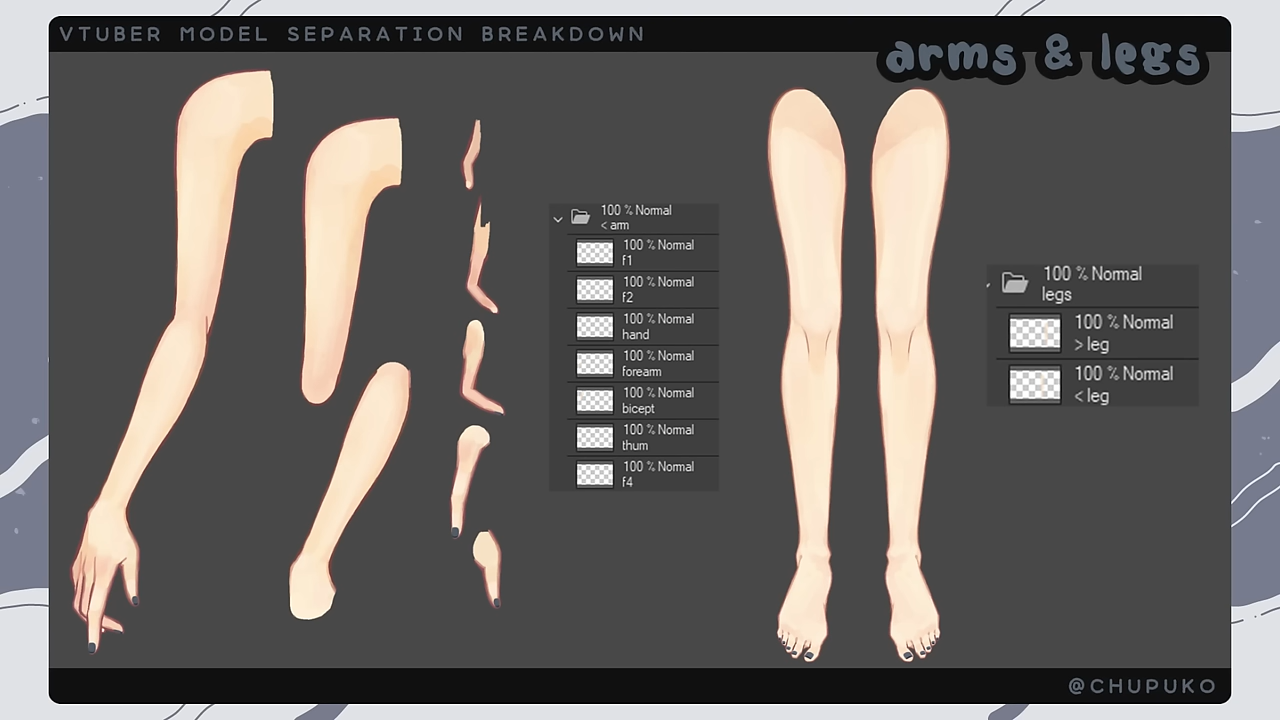 VTUBER MODEL SEPARATION BREAKDOWN
arms & legs
100 % Normal
< arm
100 % Normal
f1
100 % Normal
f2
100 % Normal
hand
100 % Normal
forearm
100 % Normal
bicept
100 % Normal
thum
100 % Normal
f4
100 % Normal
legs
100 % Normal
> leg
100 % Normal
< leg
@CHUPUKO